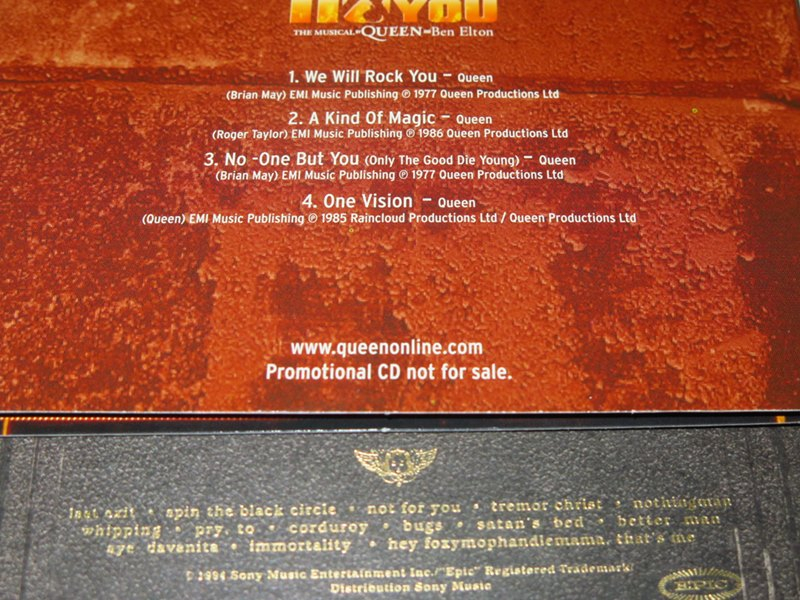 YOU
THE MUSICAL BY QUEEN AND Ben Elton
1. We Will Rock You – Queen
(Brian May) EMI Music Publishing ℗ 1977 Queen Productions Ltd
2. A Kind Of Magic – Queen
(Roger Taylor) EMI Music Publishing ℗ 1986 Queen Productions Ltd
3. No -One But You (Only The Good Die Young) – Queen
(Brian May) EMI Music Publishing ℗ 1977 Queen Productions Ltd
4. One Vision – Queen
(Queen) EMI Music Publishing ℗ 1985 Raincloud Productions Ltd / Queen Productions Ltd
www.queenonline.com
Promotional CD not for sale.
last exit • spin the black circle • not for you • tremor christ • nothingman
whipping • pry, to • corduroy • bugs • satan's bed • better man
aye davanita • immortality • hey foxymophandlemama, that's me
© 1994 Sony Music Entertainment Inc./"Epic" Registered Trademark/
Distribution Sony Music
EPIC